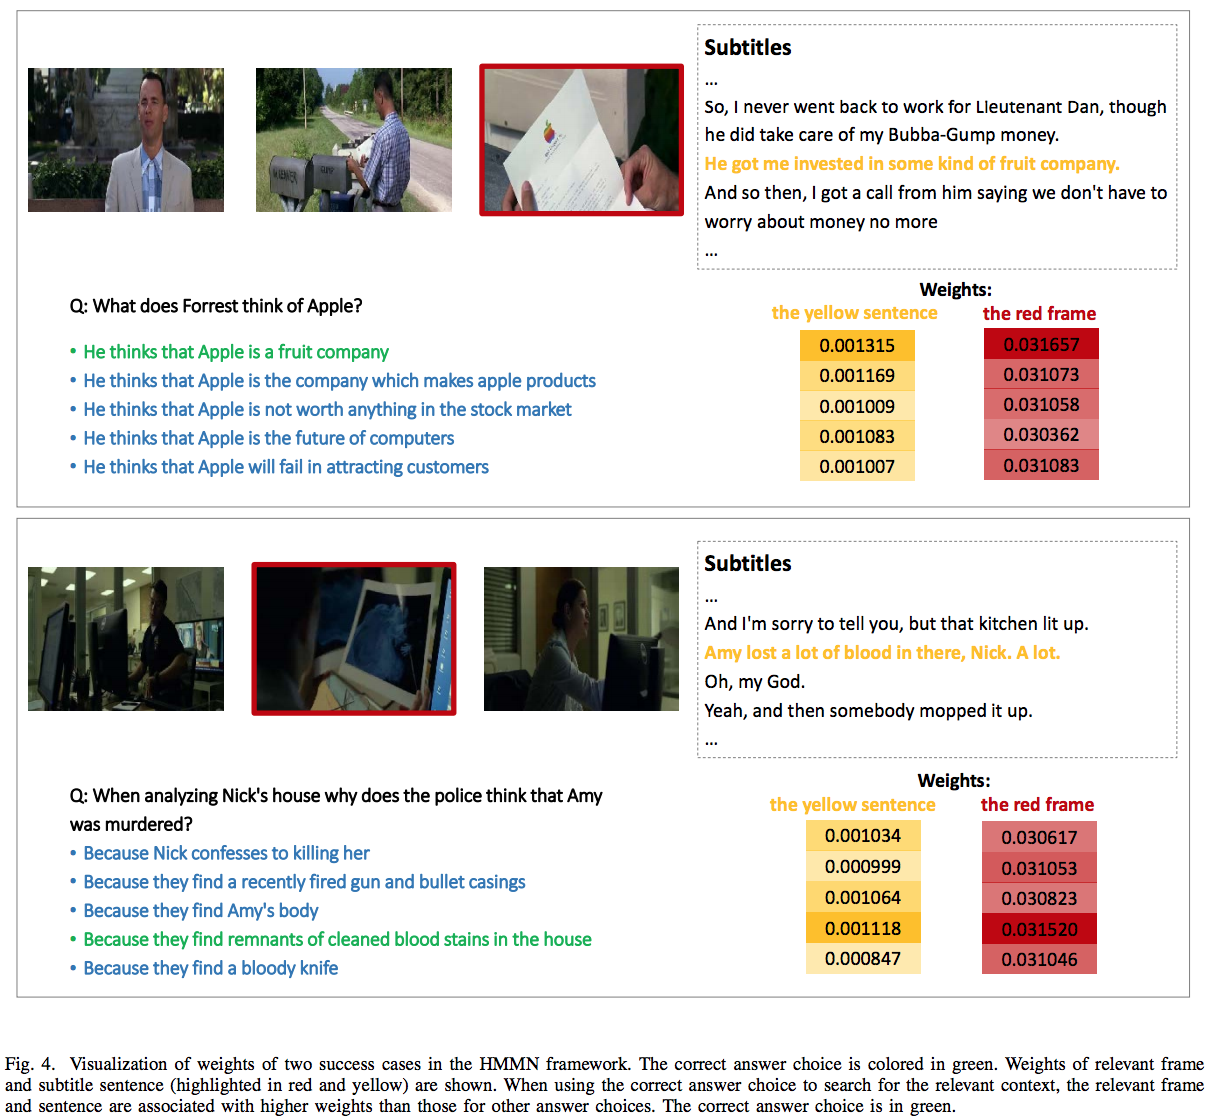 Subtitles
...
So, I never went back to work for Lieutenant Dan, though
he did take care of my Bubba-Gump money.
He got me invested in some kind of fruit company.
And so then, I got a call from him saying we don't have to
worry about money no more
...
Q: What does Forrest think of Apple?
• He thinks that Apple is a fruit company
• He thinks that Apple is the company which makes apple products
• He thinks that Apple is not worth anything in the stock market
• He thinks that Apple is the future of computers
• He thinks that Apple will fail in attracting customers
Weights:
the yellow sentence the red frame
0.001315 0.031657
0.001169 0.031073
0.001009 0.031058
0.001083 0.030362
0.001007 0.031083
Subtitles
...
And I'm sorry to tell you, but that kitchen lit up.
Amy lost a lot of blood in there, Nick. A lot.
Oh, my God.
Yeah, and then somebody mopped it up.
...
Q: When analyzing Nick's house why does the police think that Amy
was murdered?
• Because Nick confesses to killing her
• Because they find a recently fired gun and bullet casings
• Because they find Amy's body
• Because they find remnants of cleaned blood stains in the house
• Because they find a bloody knife
Weights:
the yellow sentence the red frame
0.001034 0.030617
0.000999 0.031053
0.001064 0.030823
0.001118 0.031520
0.000847 0.031046
Fig. 4. Visualization of weights of two success cases in the HMMN framework. The correct answer choice is colored in green. Weights of relevant frame
and subtitle sentence (highlighted in red and yellow) are shown. When using the correct answer choice to search for the relevant context, the relevant frame
and sentence are associated with higher weights than those for other answer choices. The correct answer choice is in green.